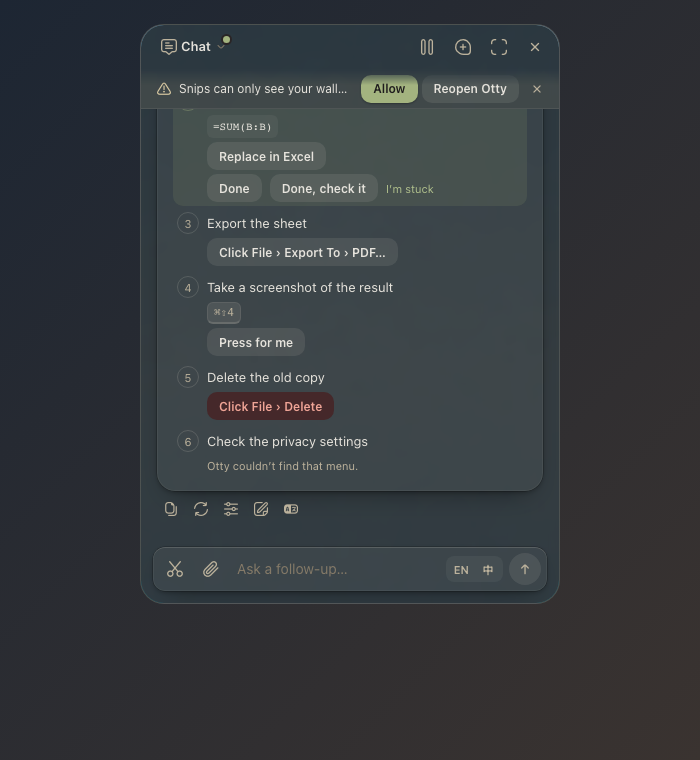 Chat
Snips can only see your wall...
Allow
Reopen Otty
=SUM(B:B)
Replace in Excel
Done
Done, check it
I'm stuck
3
Export the sheet
Click File › Export To › PDF...
4
Take a screenshot of the result
⌘⇧4
Press for me
5
Delete the old copy
Click File › Delete
6
Check the privacy settings
Otty couldn't find that menu.
Ask a follow-up...
EN
中